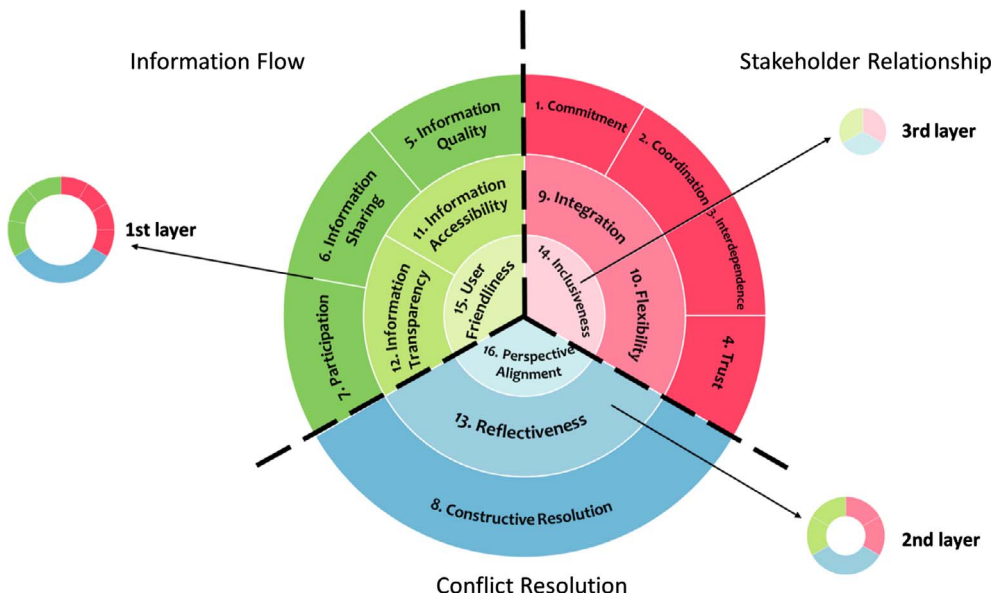 Information Flow
Stakeholder Relationship
5. Information
Quality
1. Commitment
3rd layer
2. Coordination
3. Interdependence
6. Information
Sharing
11. Information
Accessibility
9. Integration
1st layer
14. Inclusiveness
10. Flexibility
15. User
Friendliness
12. Information
Transparency
7. Participation
4. Trust
16. Perspective
Alignment
13. Reflectiveness
8. Constructive Resolution
2nd layer
Conflict Resolution